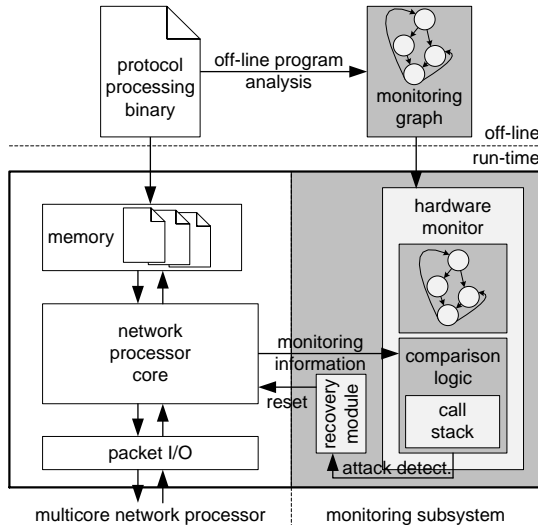 protocol
processing
binary
off-line program
analysis
monitoring
graph
off-line
run-time
memory
hardware
monitor
network
processor
core
monitoring
information
reset
recovery
module
comparison
logic
call
stack
packet I/O
attack detect.
multicore network processor
monitoring subsystem